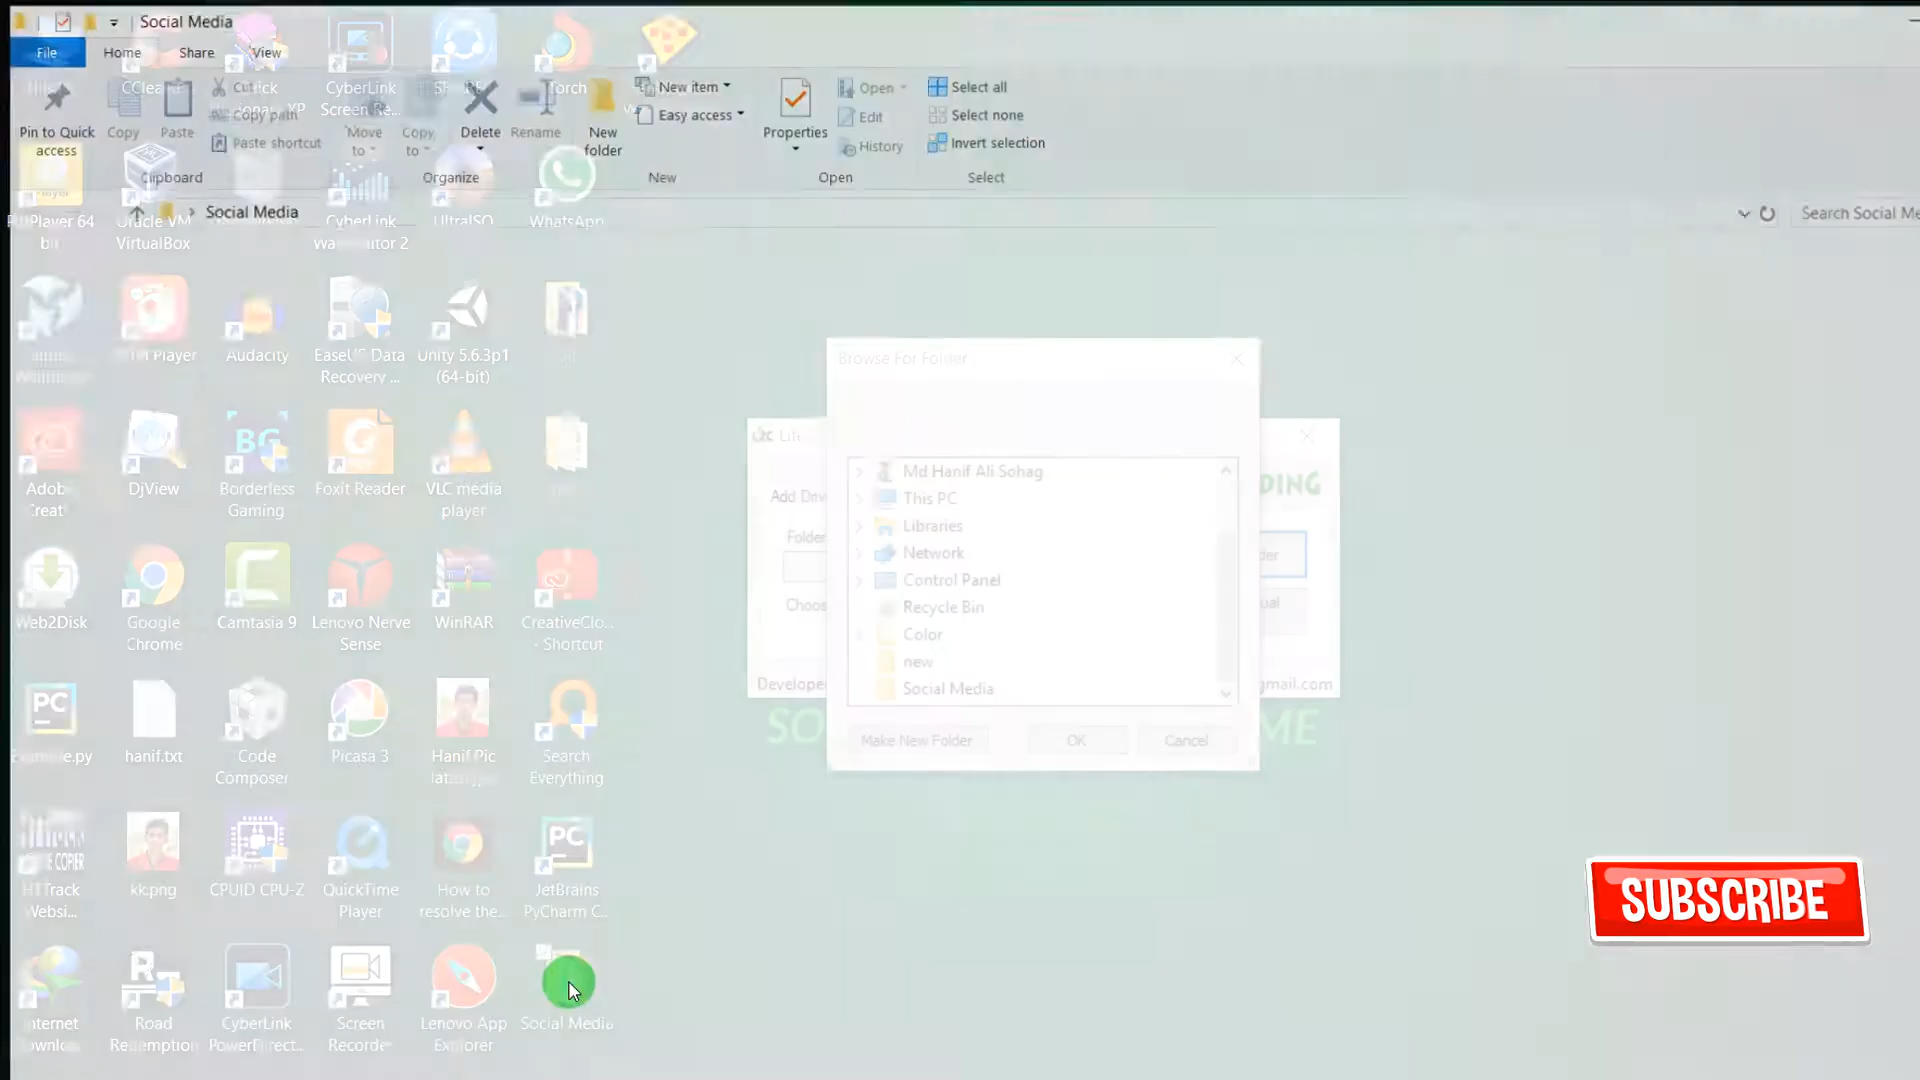 Social Media
File
Home
Share
View
Pin to Quick
access
Copy
Paste
Cut
Copy path
Paste shortcut
Clipboard
Move
to
Copy
to
Delete
Rename
Organize
New
folder
New item
Easy access
New
Properties
Open
Edit
History
Open
Select all
Select none
Invert selection
Select
Social Media
Search Social Me
CyberLink
Screen Re...
Torch
Player 64
bit
Oracle VM
VirtualBox
CyberLink
UltraISO
WhatsApp
Player
Audacity
EaseUS Data
Recovery ...
Unity 5.6.3p1
(64-bit)
Adobe
Creat
DjView
Borderless
Gaming
Foxit Reader
VLC media
player
Web2Disk
Google
Chrome
Camtasia 9
Lenovo Nerve
Sense
WinRAR
CreativeClo...
- Shortcut
PC
Example.py
hanif.txt
Code
Composer
Picasa 3
Hanif Pic
Search
Everything
COPIER
HTTrack
Websi...
kk.png
CPUID CPU-Z
QuickTime
Player
How to
resolve the...
PC
JetBrains
PyCharm C...
Internet
Downlo...
Road
Redemption
CyberLink
PowerDirect...
Screen
Recorder
Lenovo App
Explorer
Social Media
Browse For Folder
Md Hanif Ali Sohag
This PC
Libraries
Network
Control Panel
Recycle Bin
Color
new
Social Media
Make New Folder
OK
Cancel
Add Driv
Folder
Choos
Develope
DING
der
ual
gmail.com
SO
ME
SUBSCRIBE